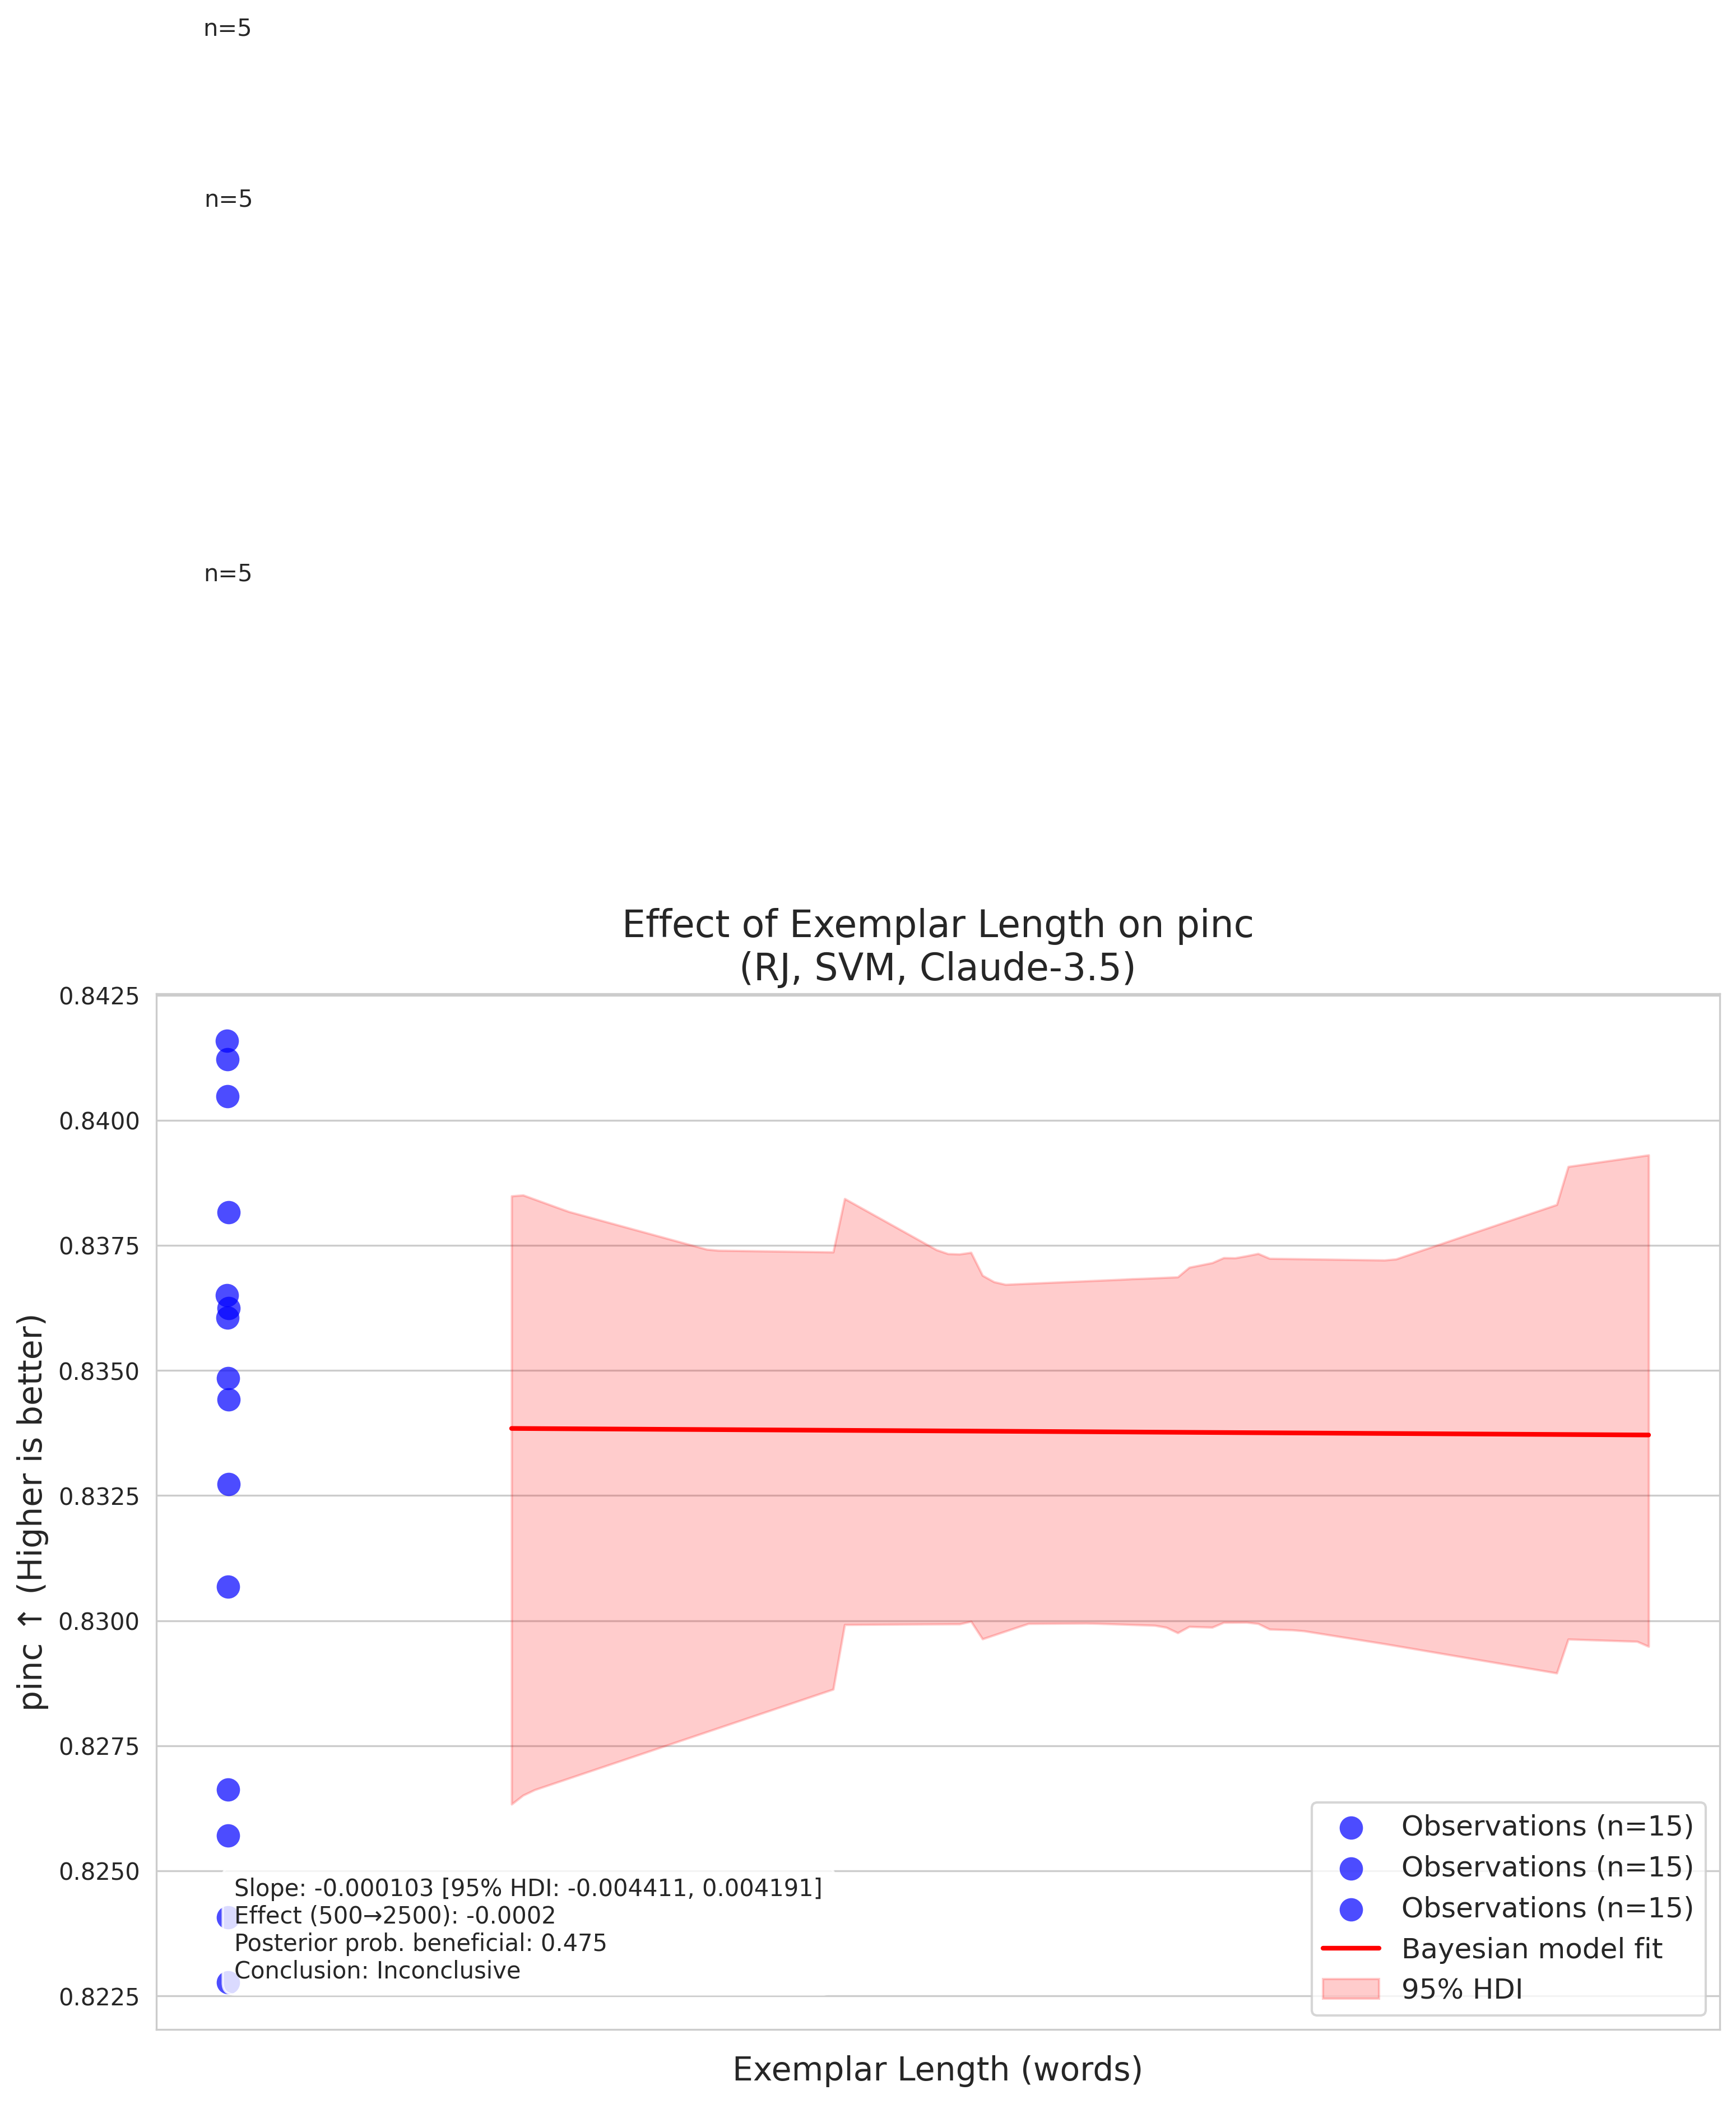 n=5
n=5
n=5
Effect of Exemplar Length on pinc
(RJ, SVM, Claude-3.5)
pinc ↑ (Higher is better)
0.8425
0.8400
0.8375
0.8350
0.8325
0.8300
0.8275
0.8250
0.8225
Slope: -0.000103 [95% HDI: -0.004411, 0.004191]
Effect (500→2500): -0.0002
Posterior prob. beneficial: 0.475
Conclusion: Inconclusive
Observations (n=15)
Observations (n=15)
Observations (n=15)
Bayesian model fit
95% HDI
Exemplar Length (words)